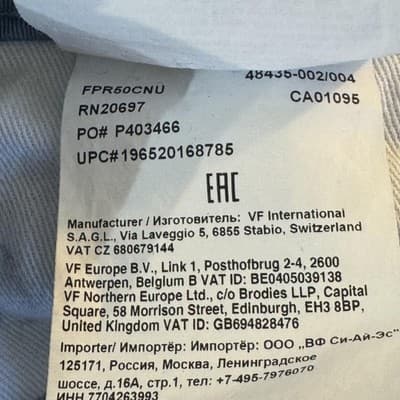 48435-002/004
FPR50CNU
CA01095
RN20697
PO# P403466
UPC#196520168785
EAC
Manufacturer / Изготовитель: VF International
S.A.G.L., Via Laveggio 5, 6855 Stabio, Switzerland
VAT CZ 680679144
VF Europe B.V., Link 1, Posthofbrug 2-4, 2600
Antwerpen, Belgium B VAT ID: BE0405039138
VF Northern Europe Ltd., c/o Brodies LLP, Capital
Square, 58 Morrison Street, Edinburgh, EH3 8BP,
United Kingdom VAT ID: GB694828476
Importer/ Импортёр: Импортер: ООО „ВФ Си-Ай-Эс"
125171, Россия, Москва, Ленинградское
шоссе, д.16А, стр.1, тел: +7-495-7976070
ИНН 7704263993